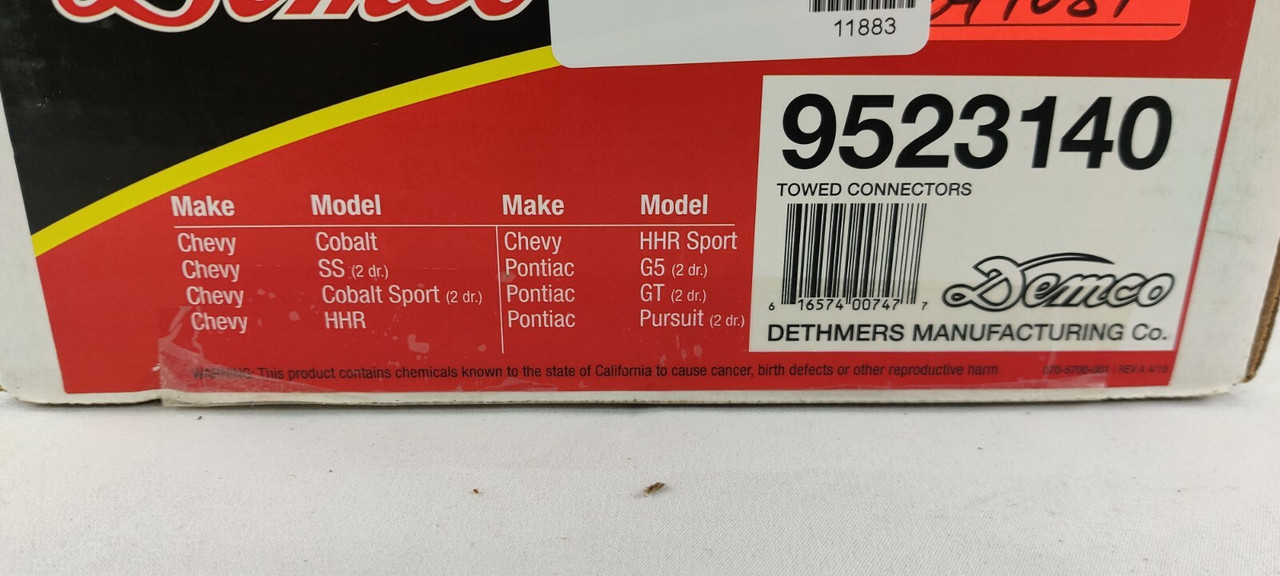 Demco
11883
9523140
TOWED CONNECTORS
6 16574 00747 7
Demco
DETHMERS MANUFACTURING Co.
Make Model Make Model
Chevy Cobalt Chevy HHR Sport
Chevy SS (2 dr.) Pontiac G5 (2 dr.)
Chevy Cobalt Sport (2 dr.) Pontiac GT (2 dr.)
Chevy HHR Pontiac Pursuit (2 dr.)
WARNING: This product contains chemicals known to the state of California to cause cancer, birth defects or other reproductive harm